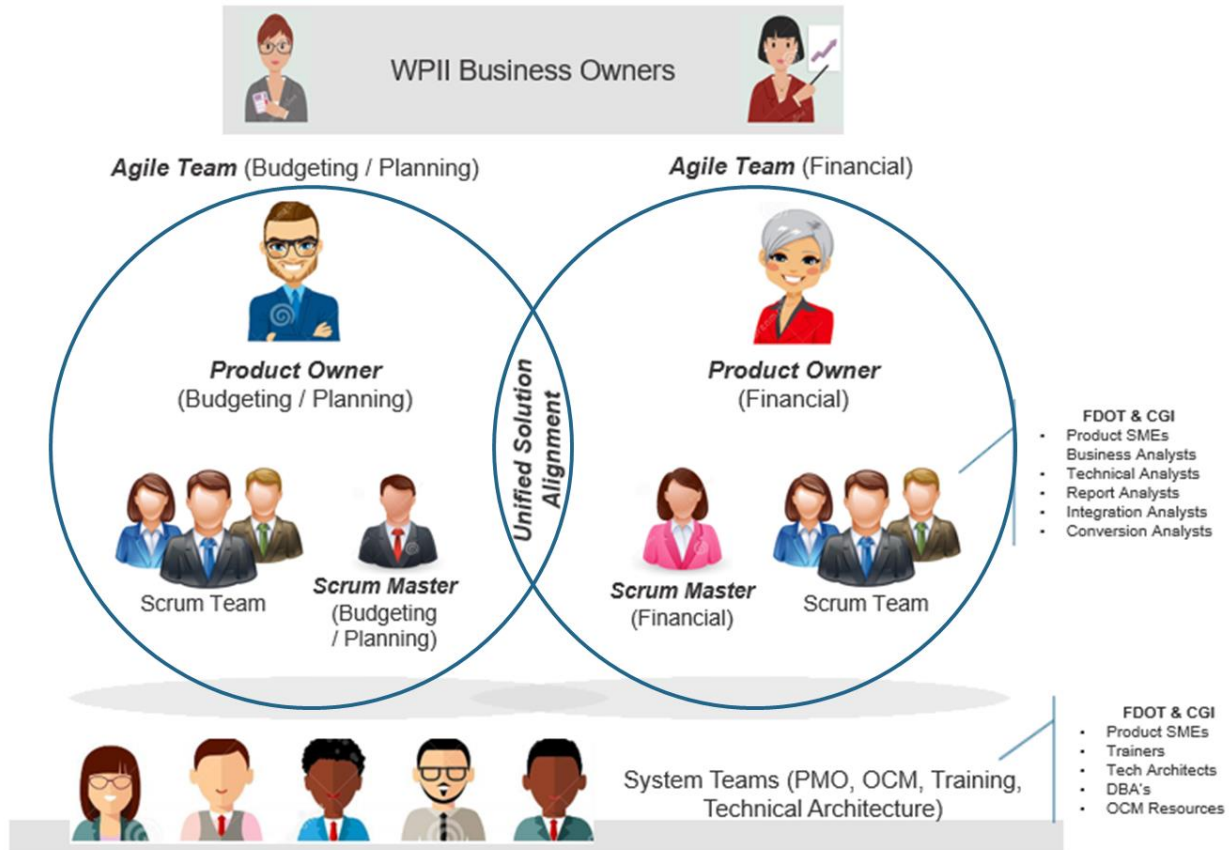 WPII Business Owners
Agile Team (Budgeting / Planning)
Agile Team (Financial)
Product Owner
(Budgeting / Planning)
Product Owner
(Financial)
Unified Solution
Alignment
Scrum Team
Scrum Master
(Budgeting
/ Planning)
Scrum Master
(Financial)
Scrum Team
FDOT & CGI
• Product SMEs
Business Analysts
• Technical Analysts
• Report Analysts
• Integration Analysts
• Conversion Analysts
System Teams (PMO, OCM, Training,
Technical Architecture)
FDOT & CGI
• Product SMEs
• Trainers
• Tech Architects
• DBA's
• OCM Resources